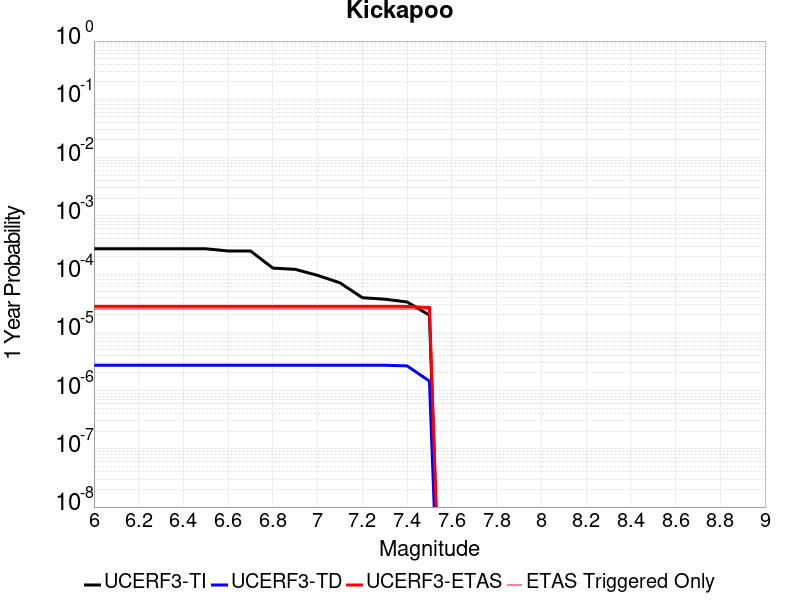 Kickapoo
10 0
10 -1
10 -2
10 -3
10 -4
10 -5
10 -6
10 -7
10 -8
1 Year Probability
6 6.2 6.4 6.6 6.8 7 7.2 7.4 7.6 7.8 8 8.2 8.4 8.6 8.8 9
Magnitude
UCERF3-TI UCERF3-TD UCERF3-ETAS ETAS Triggered Only